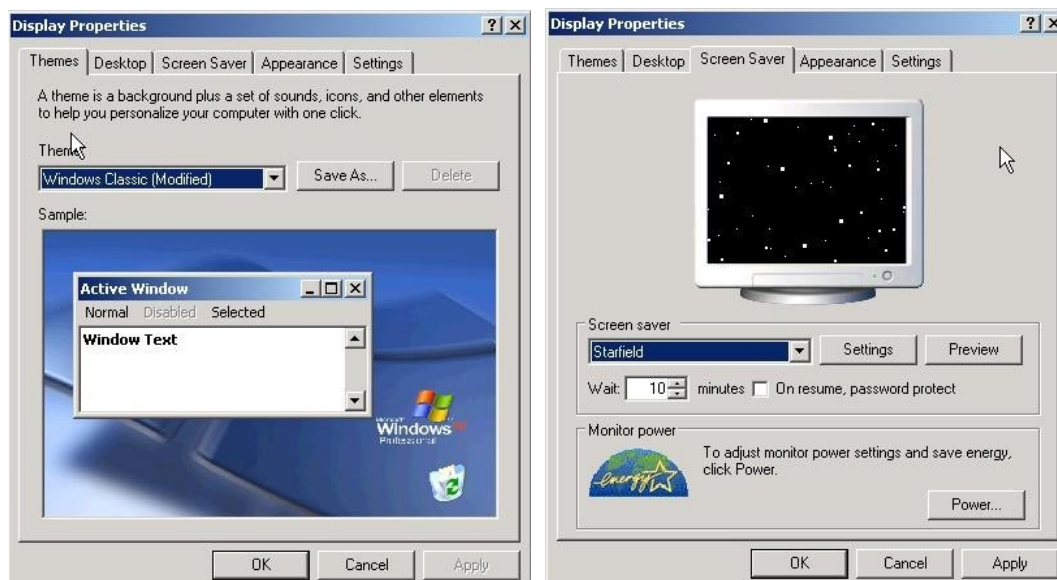 Display Properties
Themes Desktop Screen Saver Appearance Settings
A theme is a background plus a set of sounds, icons, and other elements
to help you personalize your computer with one click.
Theme
Windows Classic (Modified) Save As... Delete
Sample:
Active Window
Normal Disabled Selected
Window Text
Microsoft
Windows xp
Professional
OK Cancel Apply
Display Properties
Themes Desktop Screen Saver Appearance Settings
Screen saver
Starfield Settings Preview
Wait: 10 minutes On resume, password protect
Monitor power
To adjust monitor power settings and save energy,
click Power.
energy
Power...
OK Cancel Apply